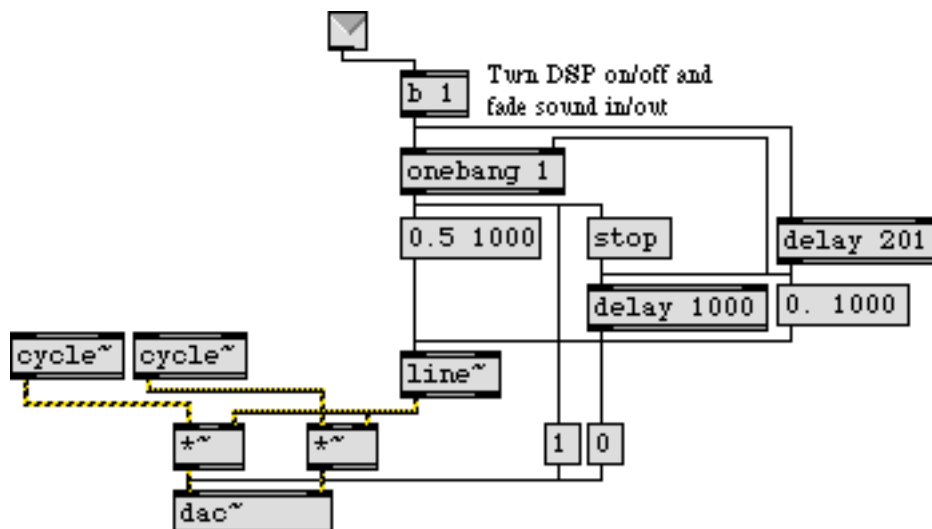 b 1
Turn DSP on/off and
fade sound in/out
onebang 1
0.5 1000
stop
delay 201
delay 1000
0. 1000
cycle~
cycle~
line~
*~
*~
1
0
dac~